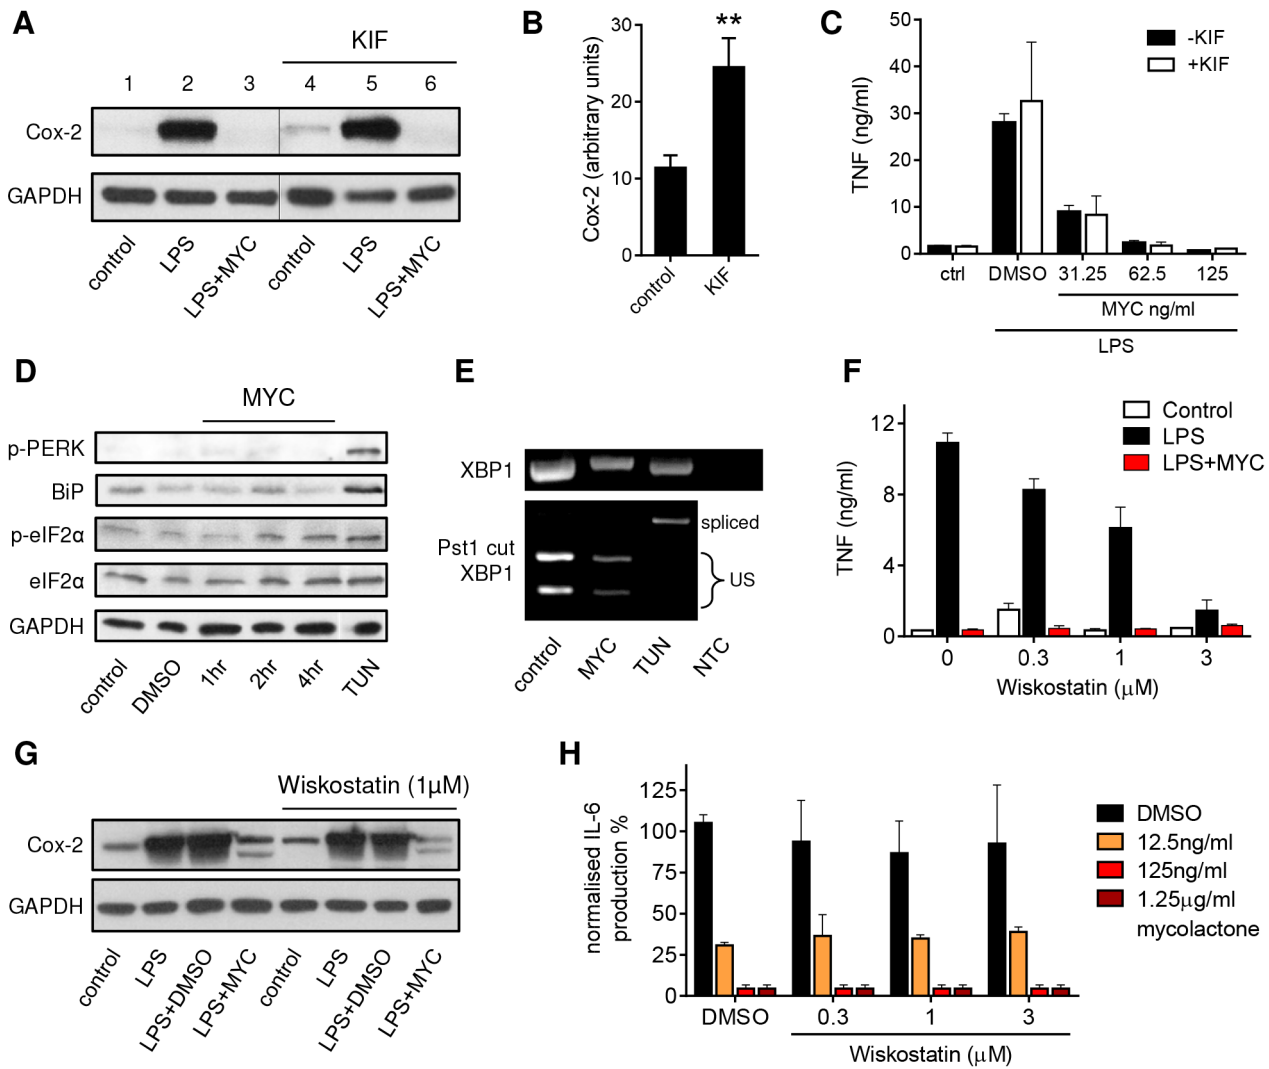 A
KIF
1 2 3 4 5 6
Cox-2
GAPDH
control
LPS
LPS+MYC
control
LPS
LPS+MYC
B
**
Cox-2 (arbitrary units)
30
20
10
0
control
KIF
C
-KIF
+KIF
TNF (ng/ml)
50
40
30
20
10
0
ctrl DMSO 31.25 62.5 125
MYC ng/ml
LPS
D
MYC
p-PERK
BiP
p-eIF2α
eIF2α
GAPDH
control
DMSO
1hr
2hr
4hr
TUN
E
XBP1
spliced
Pst1 cut
XBP1
US
control
MYC
TUN
NTC
F
Control
LPS
LPS+MYC
TNF (ng/ml)
12
8
4
0
0 0.3 1 3
Wiskostatin (μM)
G
Wiskostatin (1μM)
Cox-2
GAPDH
control
LPS
LPS+DMSO
LPS+MYC
control
LPS
LPS+DMSO
LPS+MYC
H
normalised IL-6
production %
125
100
75
50
25
0
DMSO
12.5ng/ml
125ng/ml
1.25μg/ml
mycolactone
DMSO 0.3 1 3
Wiskostatin (μM)